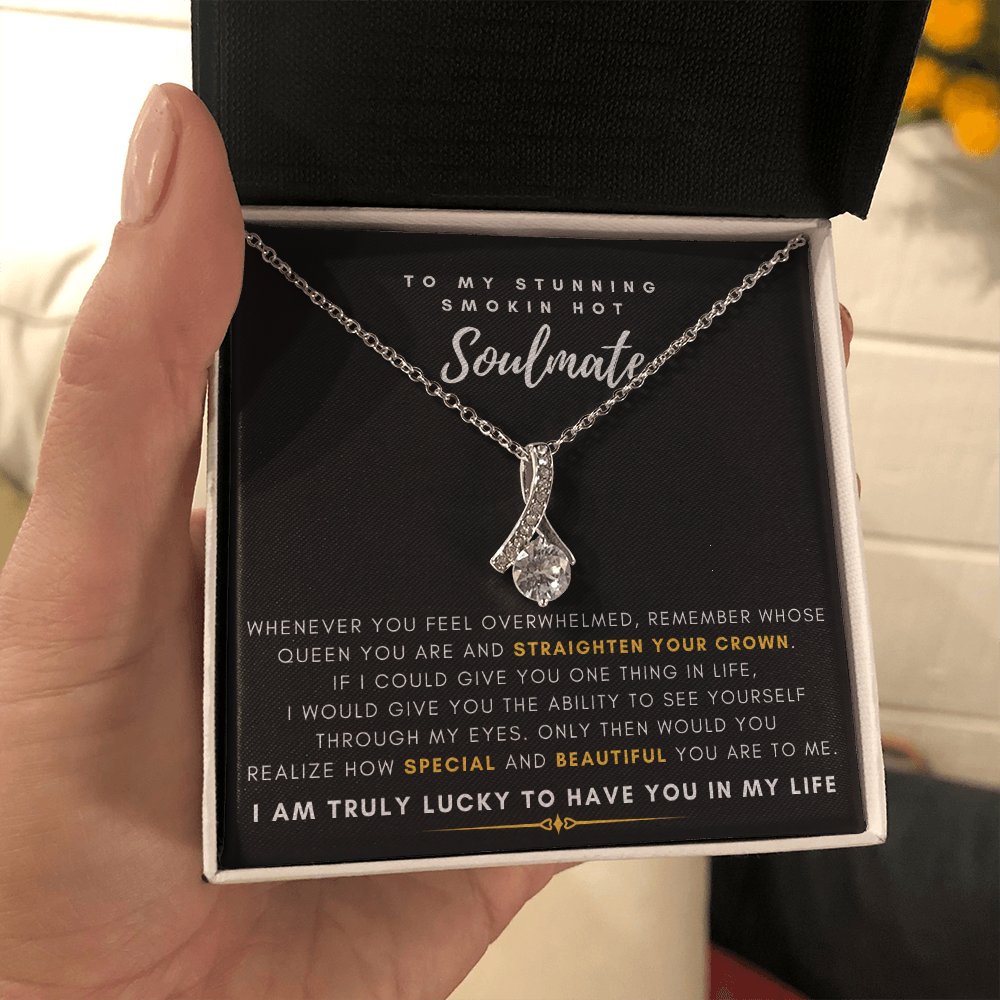 TO MY STUNNING
SMOKIN HOT
Soulmate
WHENEVER YOU FEEL OVERWHELMED, REMEMBER WHOSE
QUEEN YOU ARE AND STRAIGHTEN YOUR CROWN.
IF I COULD GIVE YOU ONE THING IN LIFE,
I WOULD GIVE YOU THE ABILITY TO SEE YOURSELF
THROUGH MY EYES. ONLY THEN WOULD YOU
REALIZE HOW SPECIAL AND BEAUTIFUL YOU ARE TO ME.
I AM TRULY LUCKY TO HAVE YOU IN MY LIFE